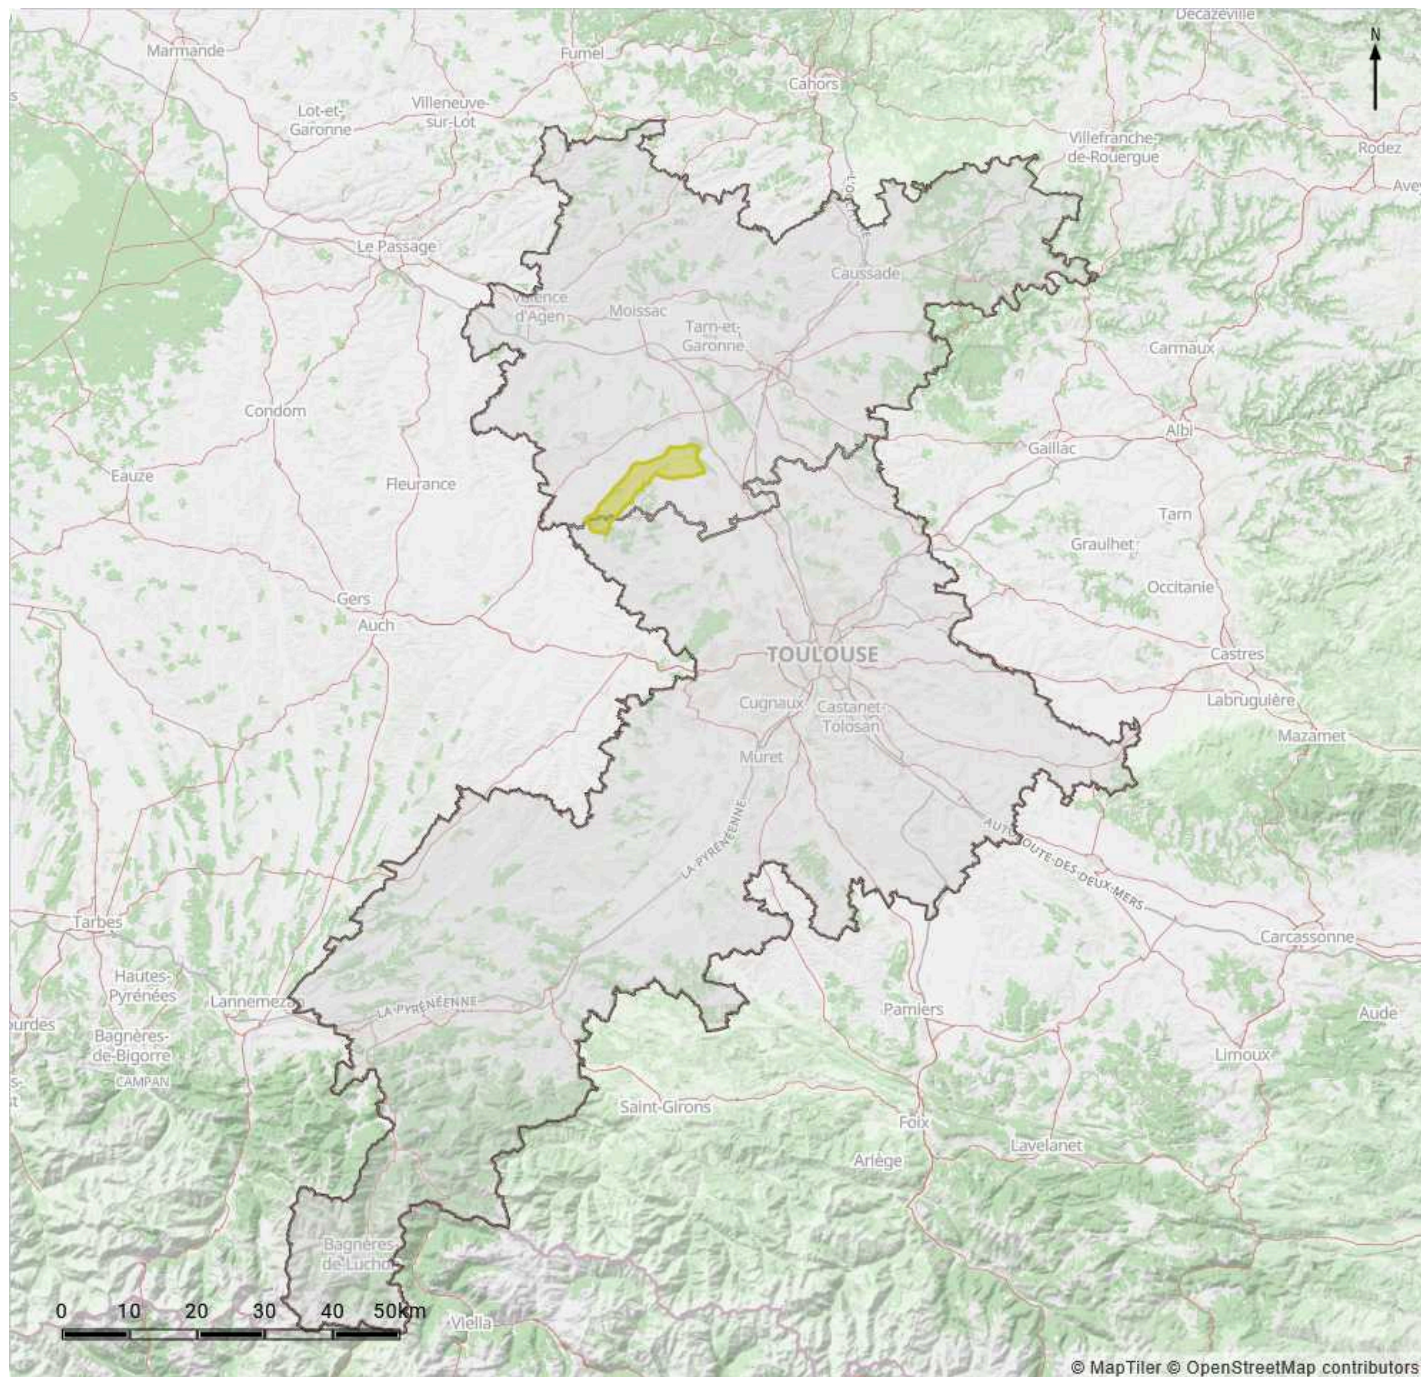 Decazeville
Marmande
Fumel
N
Cahors
Lot-et-
Garonne
Villeneuve-
sur-Lot
Villefranche-
de-Rouergue
Rodez
Le Passage
Caussade
Valence
d'Agen
Moissac
Tarn-et-
Garonne
Carmaux
Condom
Albi
Gaillac
Eauze
Fleurance
Tarn
Graulhet
Occitanie
Gers
Auch
TOULOUSE
Castres
Cugnaux
Castanet-
Tolosan
Labruguière
Mazamet
Muret
LA PYRÉNÉENNE
AUTOROUTE DES DEUX MERS
Tarbes
Carcassonne
Hautes-
Pyrénées
Lannemezan
LA PYRÉNÉENNE
Pamiers
Aude
ourdes
Bagnères-
de-Bigorre
CAMPAN
Limoux
Saint-Girons
Foix
Lavelanet
Ariège
Bagnères-
de-Luchon
0 10 20 30 40 50km
Viella
© MapTiler © OpenStreetMap contributors